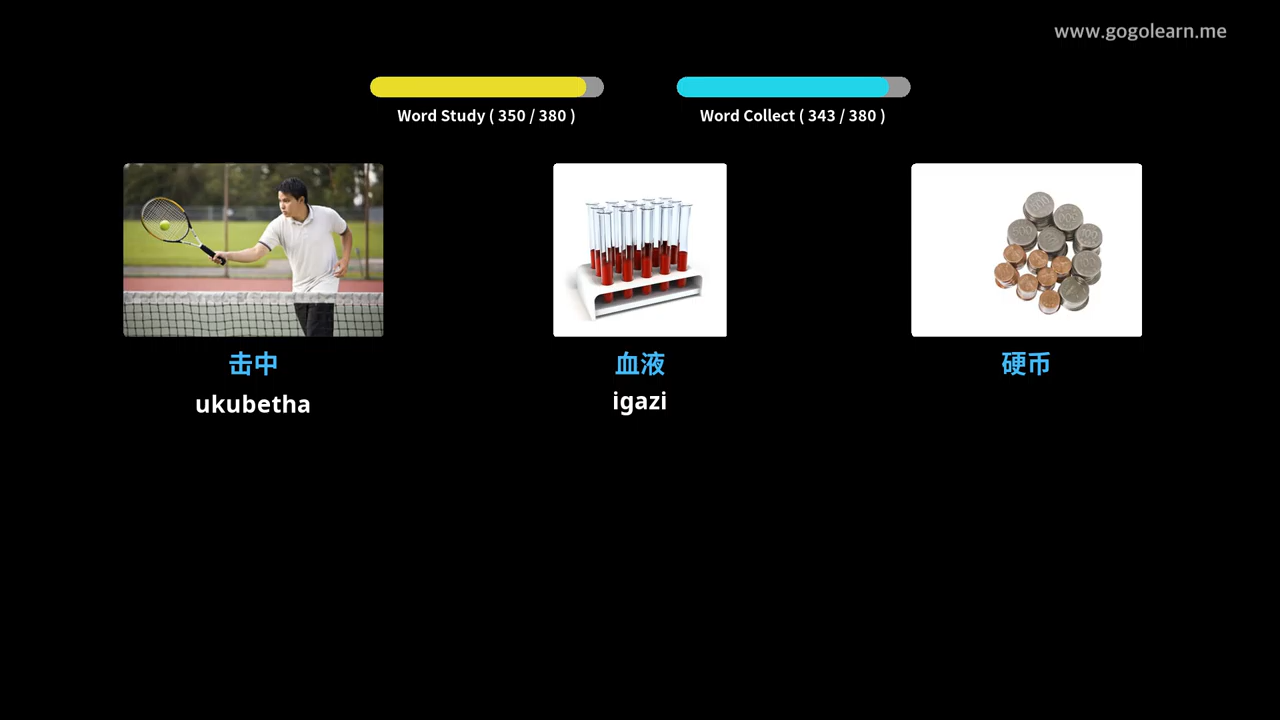 www.gogolearn.me
Word Study ( 350 / 380 )
Word Collect ( 343 / 380 )
击中
血液
硬币
ukubetha
igazi